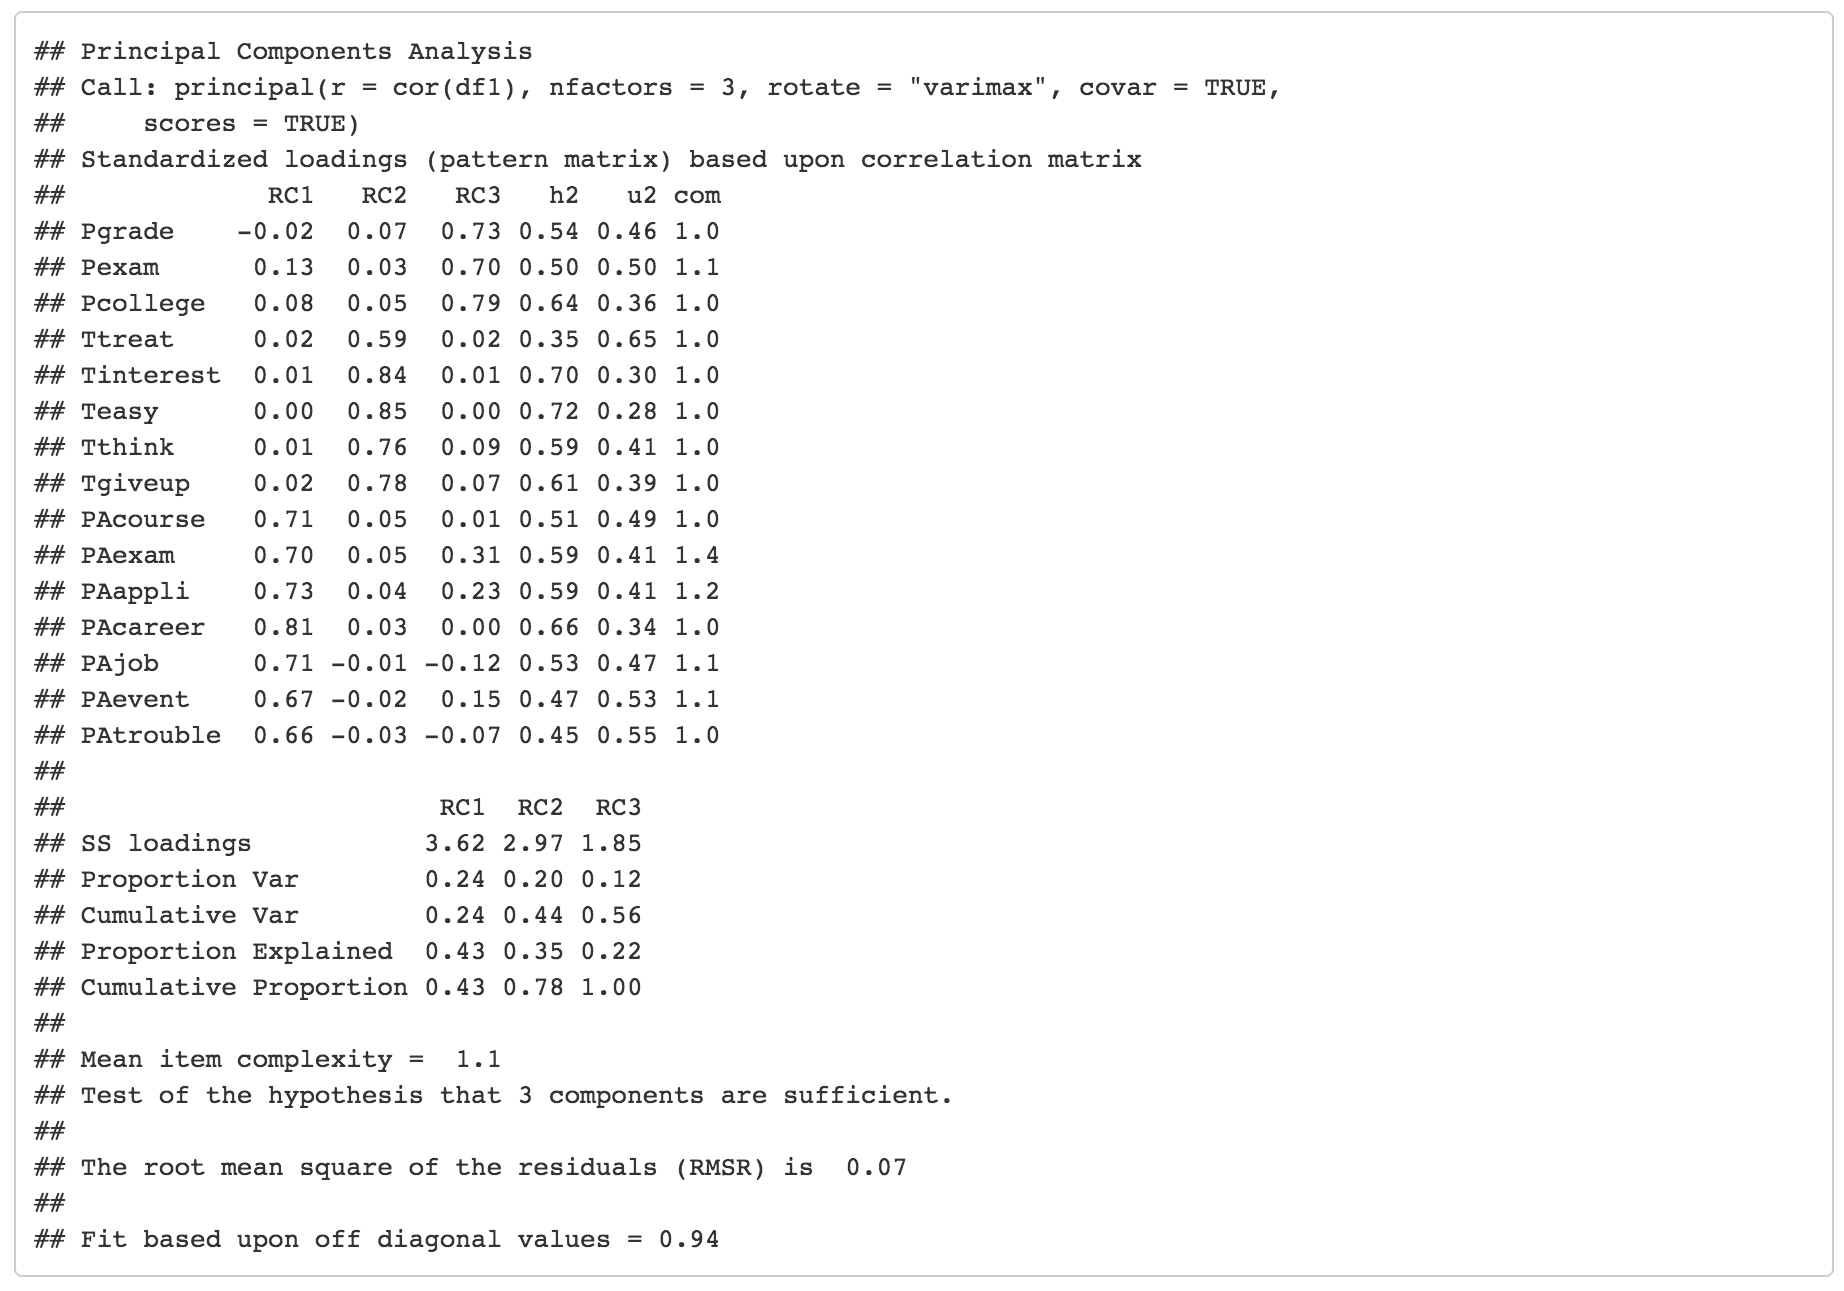 ## Principal Components Analysis
## Call: principal(r = cor(df1), nfactors = 3, rotate = "varimax", covar = TRUE,
##     scores = TRUE)
## Standardized loadings (pattern matrix) based upon correlation matrix
##             RC1   RC2   RC3   h2   u2 com
## Pgrade    -0.02  0.07  0.73 0.54 0.46 1.0
## Pexam      0.13  0.03  0.70 0.50 0.50 1.1
## Pcollege   0.08  0.05  0.79 0.64 0.36 1.0
## Ttreat     0.02  0.59  0.02 0.35 0.65 1.0
## Tinterest  0.01  0.84  0.01 0.70 0.30 1.0
## Teasy      0.00  0.85  0.00 0.72 0.28 1.0
## Tthink     0.01  0.76  0.09 0.59 0.41 1.0
## Tgiveup    0.02  0.78  0.07 0.61 0.39 1.0
## PAcourse   0.71  0.05  0.01 0.51 0.49 1.0
## PAexam     0.70  0.05  0.31 0.59 0.41 1.4
## PAappli    0.73  0.04  0.23 0.59 0.41 1.2
## PAcareer   0.81  0.03  0.00 0.66 0.34 1.0
## PAjob      0.71 -0.01 -0.12 0.53 0.47 1.1
## PAevent    0.67 -0.02  0.15 0.47 0.53 1.1
## PAtrouble  0.66 -0.03 -0.07 0.45 0.55 1.0
##
##                        RC1  RC2  RC3
## SS loadings           3.62 2.97 1.85
## Proportion Var        0.24 0.20 0.12
## Cumulative Var        0.24 0.44 0.56
## Proportion Explained  0.43 0.35 0.22
## Cumulative Proportion 0.43 0.78 1.00
##
## Mean item complexity =  1.1
## Test of the hypothesis that 3 components are sufficient.
##
## The root mean square of the residuals (RMSR) is  0.07
##
## Fit based upon off diagonal values = 0.94